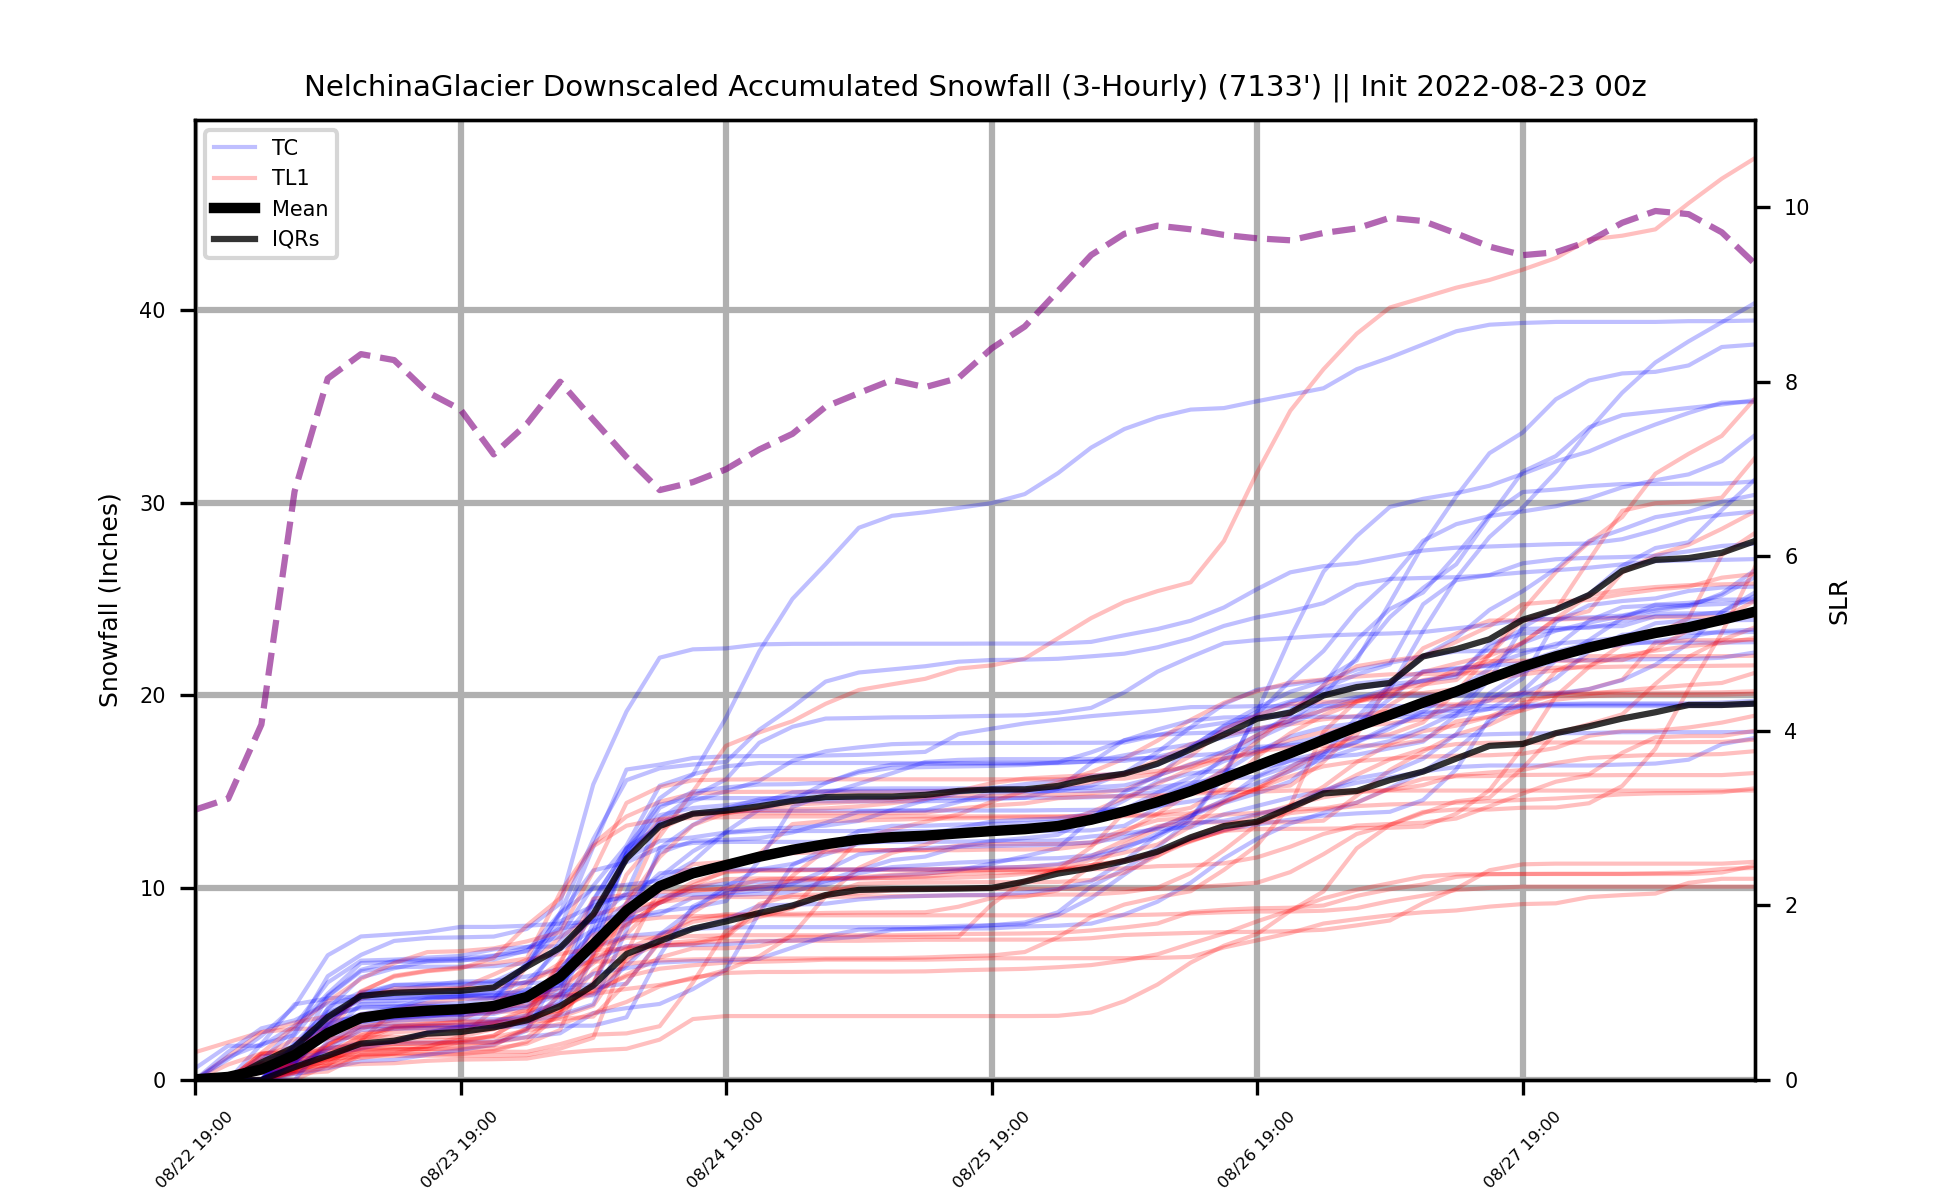 NelchinaGlacier Downscaled Accumulated Snowfall (3-Hourly) (7133') || Init 2022-08-23 00z
TC
TL1
Mean
IQRs
Snowfall (Inches)
40
30
20
10
0
SLR
10
8
6
4
2
0
08/22 19:00
08/23 19:00
08/24 19:00
08/25 19:00
08/26 19:00
08/27 19:00